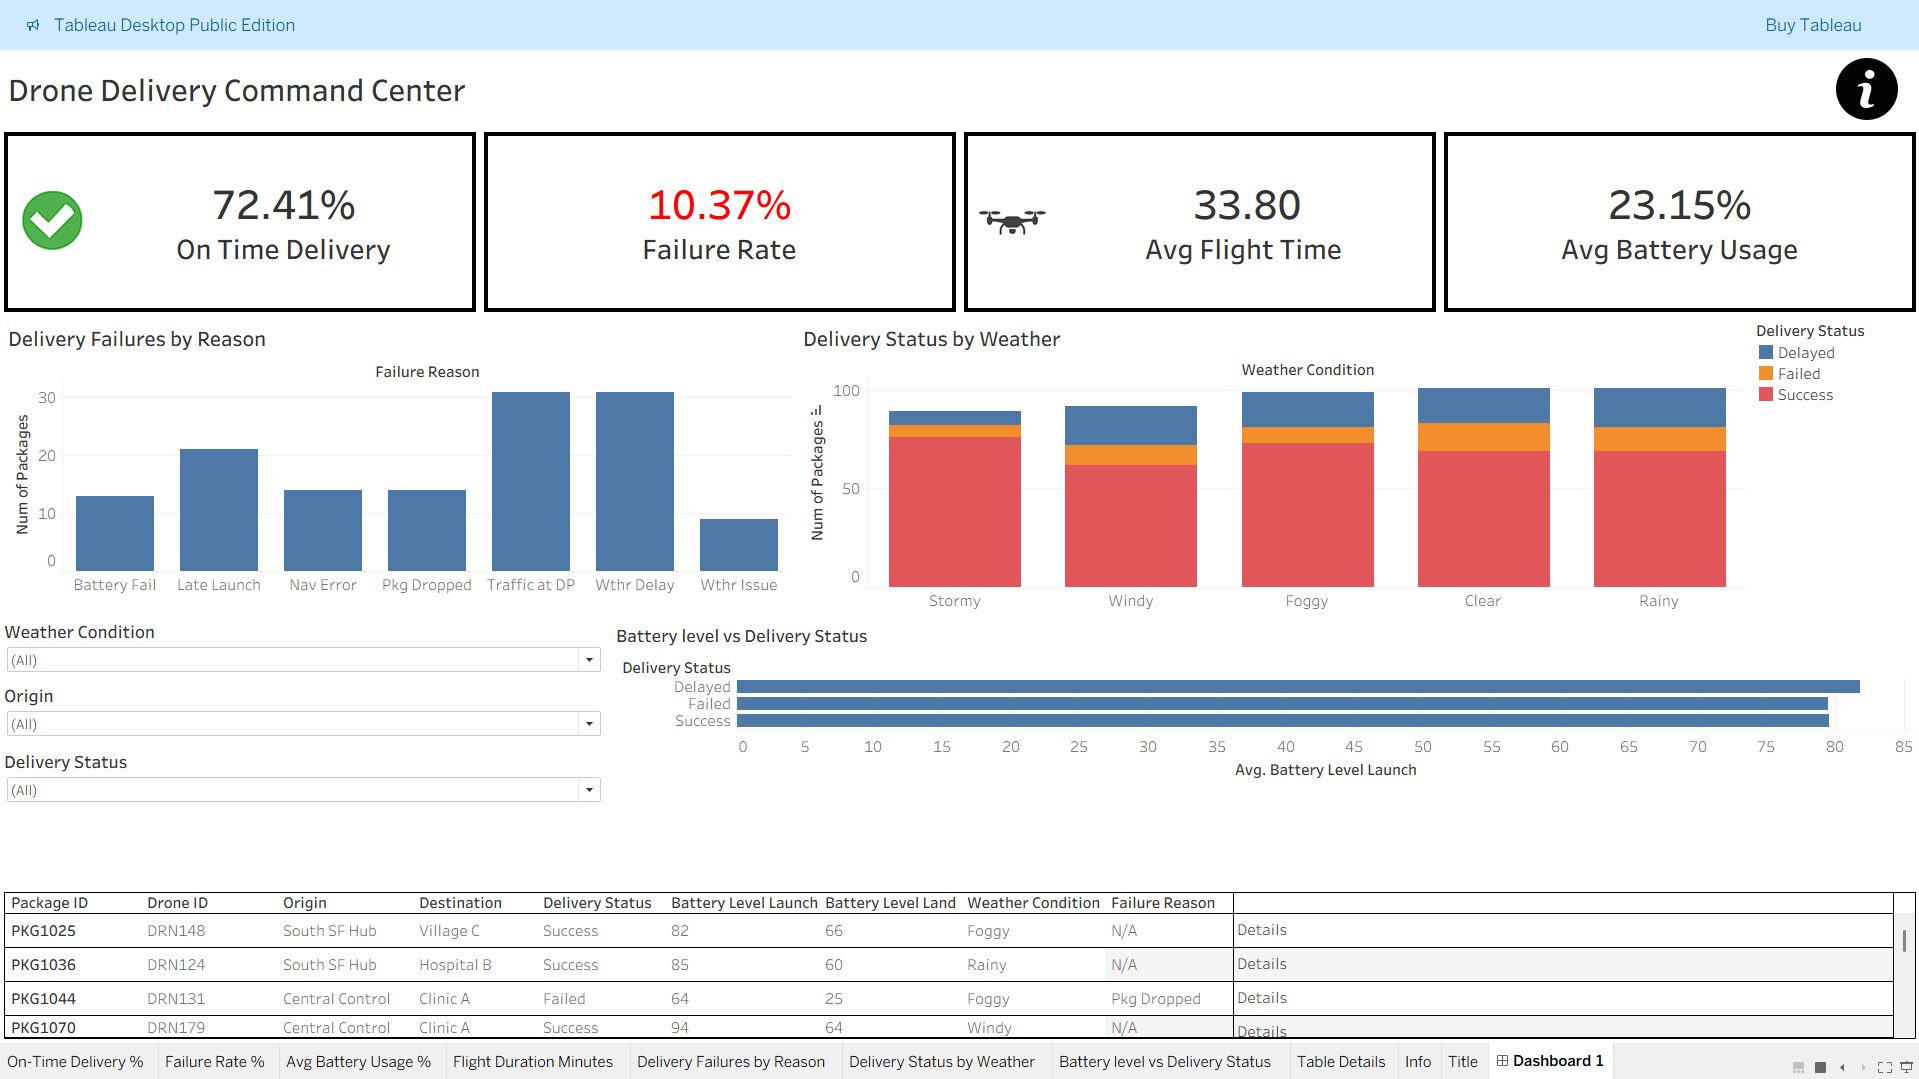 Tableau Desktop Public Edition
Buy Tableau
Drone Delivery Command Center
i
72.41%
On Time Delivery
10.37%
Failure Rate
33.80
Avg Flight Time
23.15%
Avg Battery Usage
Delivery Failures by Reason
Failure Reason
Num of Packages
30
20
10
0
Battery Fail Late Launch Nav Error Pkg Dropped Traffic at DP Wthr Delay Wthr Issue
Delivery Status by Weather
Weather Condition
Num of Packages
100
50
0
Stormy Windy Foggy Clear Rainy
Delivery Status
Delayed
Failed
Success
Weather Condition
(All)
Origin
(All)
Delivery Status
(All)
Battery level vs Delivery Status
Delivery Status
Delayed
Failed
Success
0 5 10 15 20 25 30 35 40 45 50 55 60 65 70 75 80 85
Avg. Battery Level Launch
Package ID Drone ID Origin Destination Delivery Status Battery Level Launch Battery Level Land Weather Condition Failure Reason
PKG1025 DRN148 South SF Hub Village C Success 82 66 Foggy N/A Details
PKG1036 DRN124 South SF Hub Hospital B Success 85 60 Rainy N/A Details
PKG1044 DRN131 Central Control Clinic A Failed 64 25 Foggy Pkg Dropped Details
PKG1070 DRN179 Central Control Clinic A Success 94 64 Windy N/A Details
On-Time Delivery % Failure Rate % Avg Battery Usage % Flight Duration Minutes Delivery Failures by Reason Delivery Status by Weather Battery level vs Delivery Status Table Details Info Title Dashboard 1